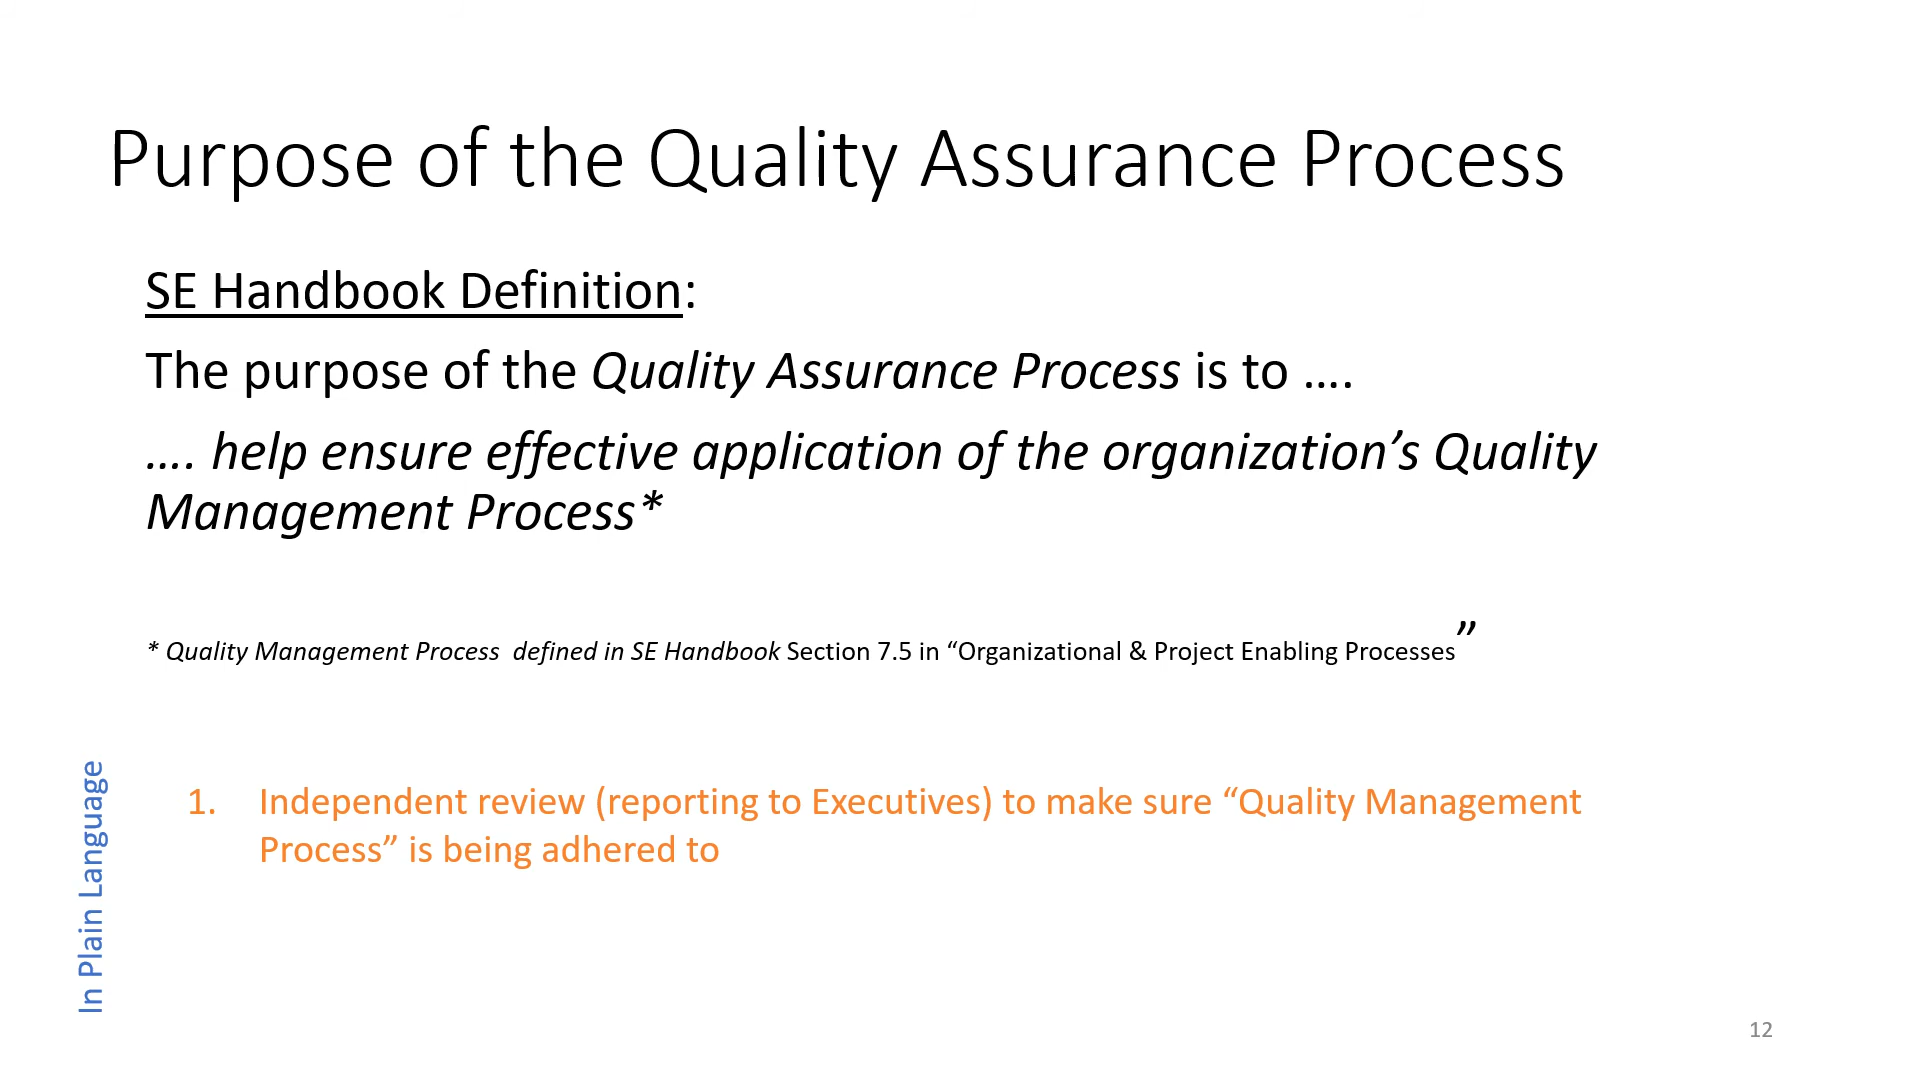 Purpose of the Quality Assurance Process
SE Handbook Definition:
The purpose of the Quality Assurance Process is to ….
…. help ensure effective application of the organization’s Quality
Management Process*
* Quality Management Process  defined in SE Handbook Section 7.5 in “Organizational & Project Enabling Processes”
In Plain Language
1. Independent review (reporting to Executives) to make sure “Quality Management
Process” is being adhered to
12